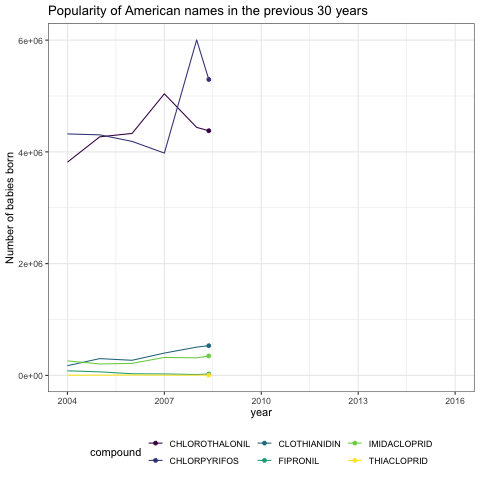 Popularity of American names in the previous 30 years
6e+06
4e+06
2e+06
0e+00
Number of babies born
2004 2007 2010 2013 2016
year
compound
CHLOROTHALONIL CLOTHIANIDIN IMIDACLOPRID
CHLORPYRIFOS FIPRONIL THIACLOPRID